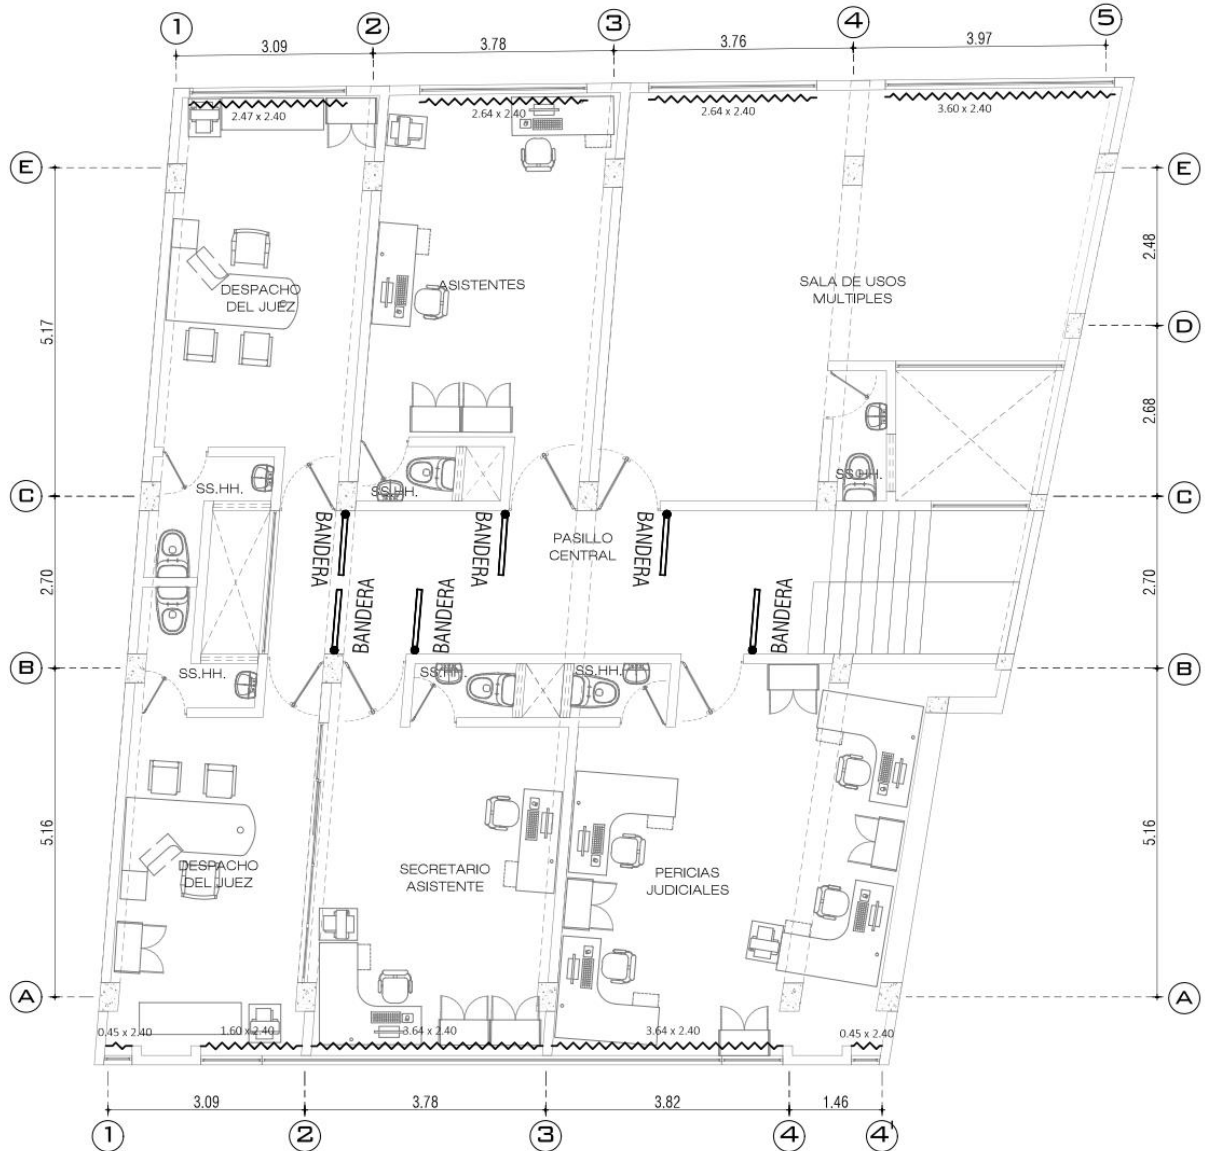 1
2
3
4
5
3.09
3.78
3.76
3.97
2.47 x 2.40
2.64 x 2.40
2.64 x 2.40
3.60 x 2.40
E
E
2.48
DESPACHO
DEL JUEZ
ASISTENTES
SALA DE USOS
MULTIPLES
D
5.17
2.68
SS.HH.
SS.HH.
SS.HH.
C
C
BANDERA
BANDERA
BANDERA
PASILLO
CENTRAL
2.70
2.70
BANDERA
BANDERA
BANDERA
B
B
SS.HH.
SS.HH.
SS.HH.
5.16
5.16
DESPACHO
DEL JUEZ
SECRETARIO
ASISTENTE
PERICIAS
JUDICIALES
A
A
0.45 x 2.40
1.60 x 2.40
3.64 x 2.40
3.64 x 2.40
0.45 x 2.40
3.09
3.78
3.82
1.46
1
2
3
4
4'